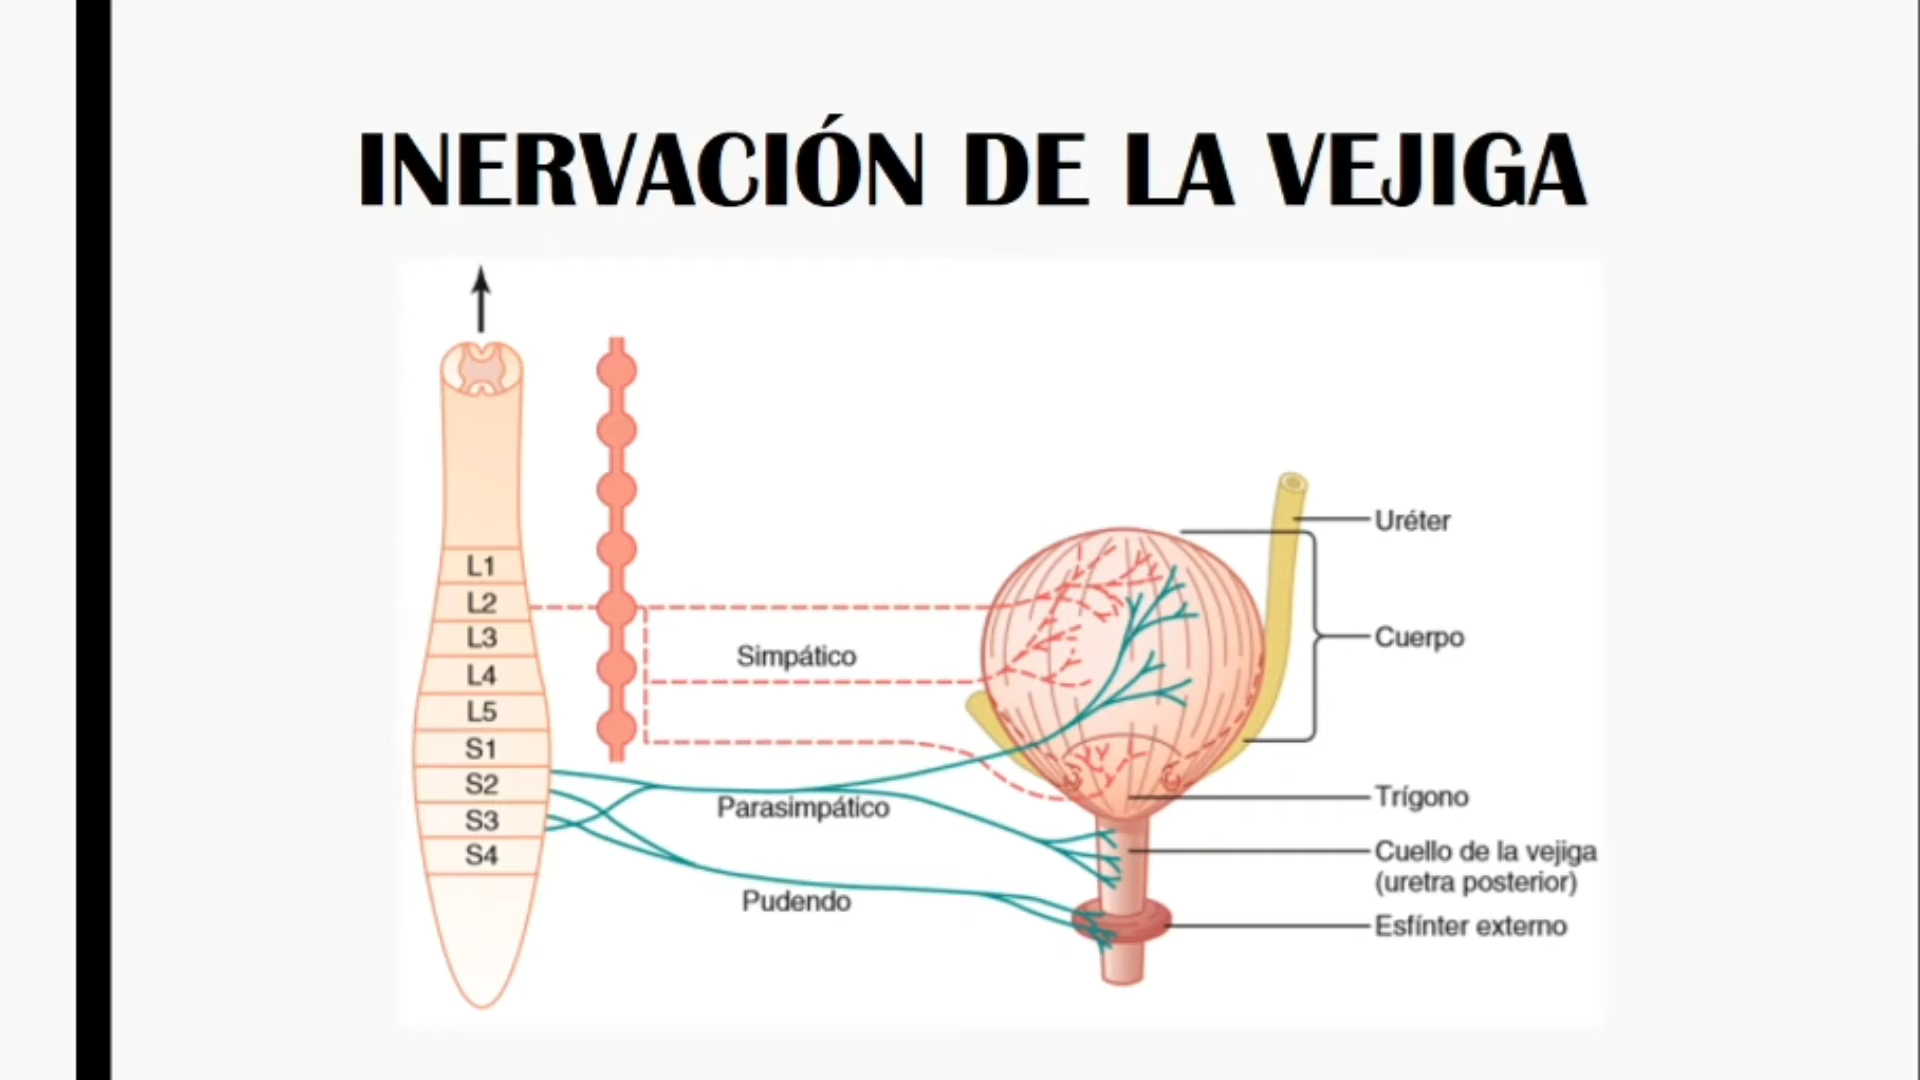 INERVACIÓN DE LA VEJIGA
L1
L2
L3
L4
L5
S1
S2
S3
S4
Simpático
Parasimpático
Pudendo
Uréter
Cuerpo
Trígono
Cuello de la vejiga
(uretra posterior)
Esfínter externo